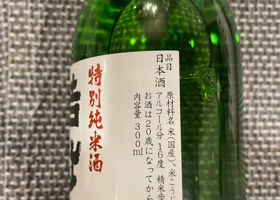 品目
日本酒
原材料名 米(国産)、米こうじ
アルコール分 16度 精米歩
お酒は20歳になってから
内容量 300ml
特別純米酒